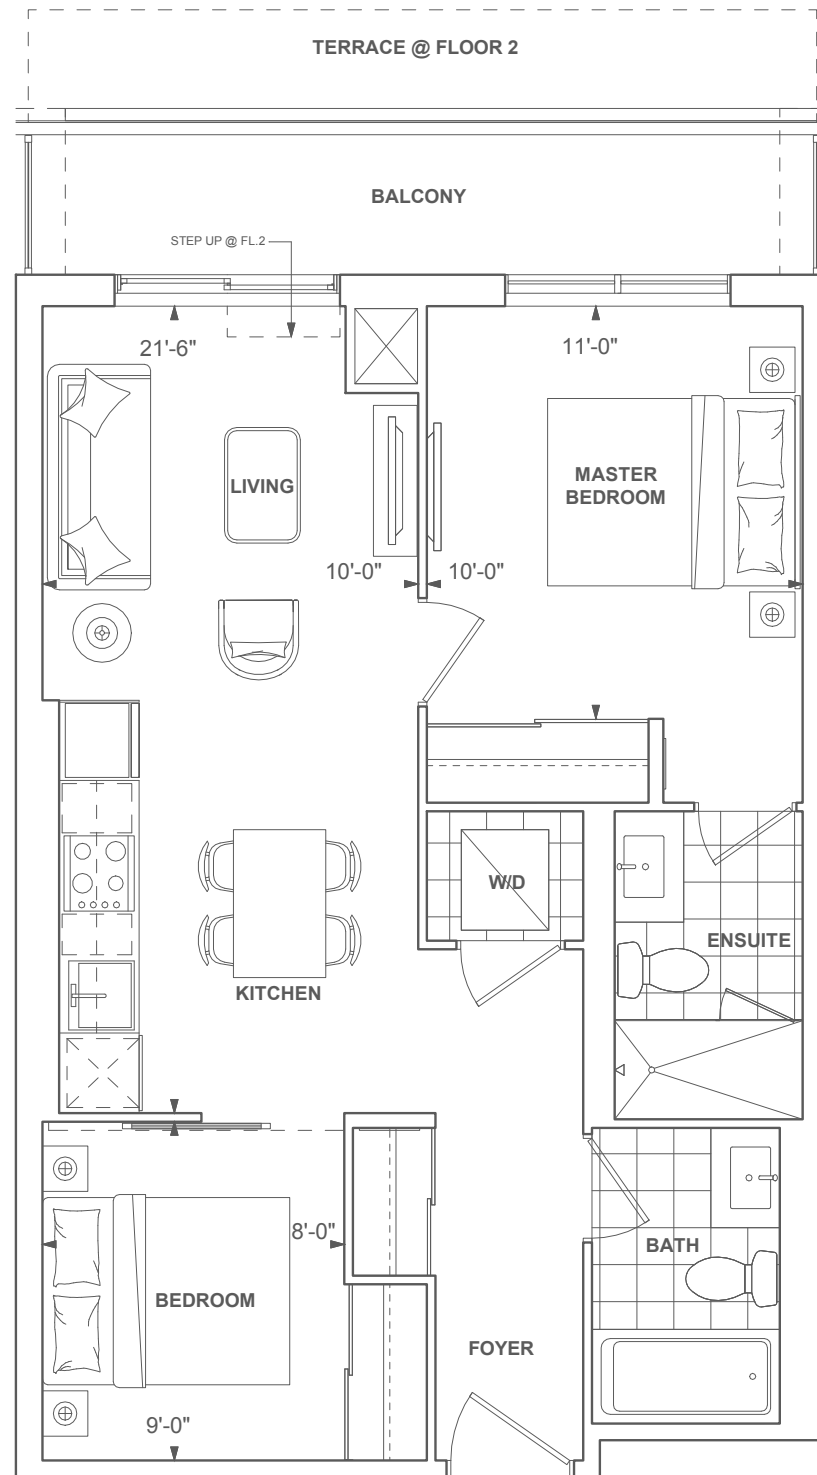 TERRACE @ FLOOR 2
BALCONY
STEP UP @ FL.2
21'-6"
11'-0"
LIVING
MASTER
BEDROOM
10'-0"
10'-0"
W/D
ENSUITE
KITCHEN
8'-0"
BATH
BEDROOM
FOYER
9'-0"